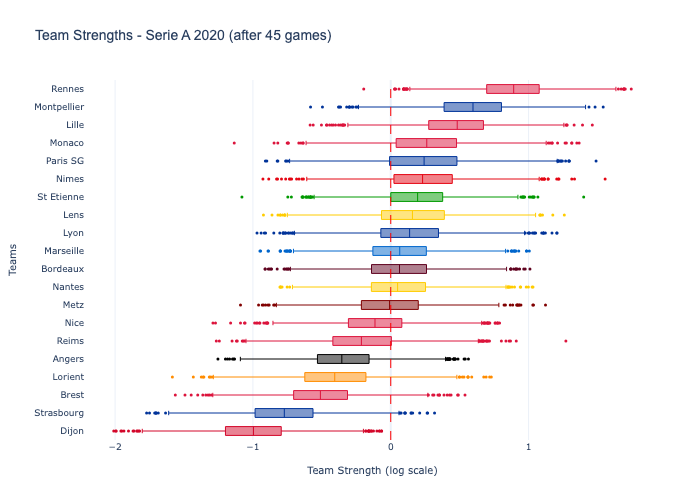 Team Strengths - Serie A 2020 (after 45 games)
Rennes
Montpellier
Lille
Monaco
Paris SG
Nimes
St Etienne
Lens
Lyon
Marseille
Bordeaux
Nantes
Metz
Nice
Reims
Angers
Lorient
Brest
Strasbourg
Dijon
Teams
−2
−1
0
1
Team Strength (log scale)